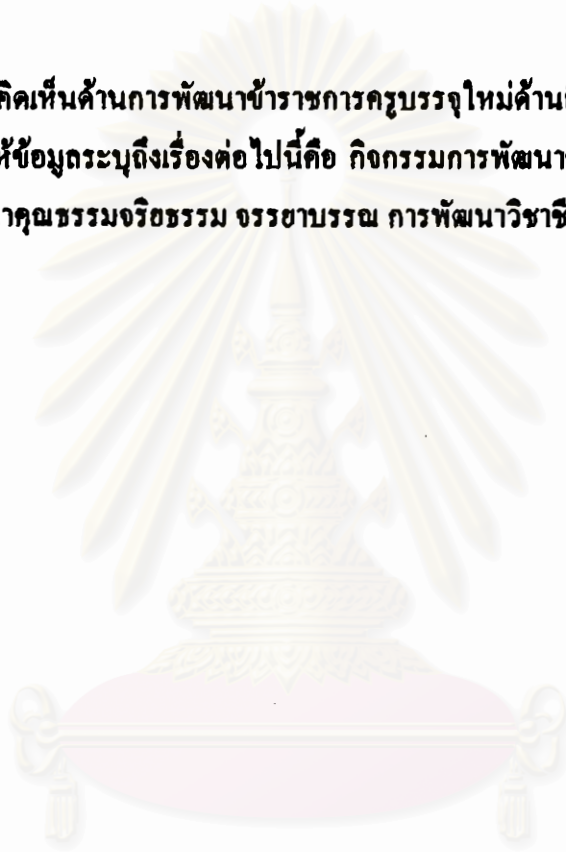 คิดเห็นด้านการพัฒนาข้าราชการครูบรรจุใหม่ด้าน
ห้ข้อมูลระบุถึงเรื่องต่อไปนี้คือ กิจกรรมการพัฒนา
าคุณธรรมจริยธรรม จรรยาบรรณ การพัฒนาวิชาชี